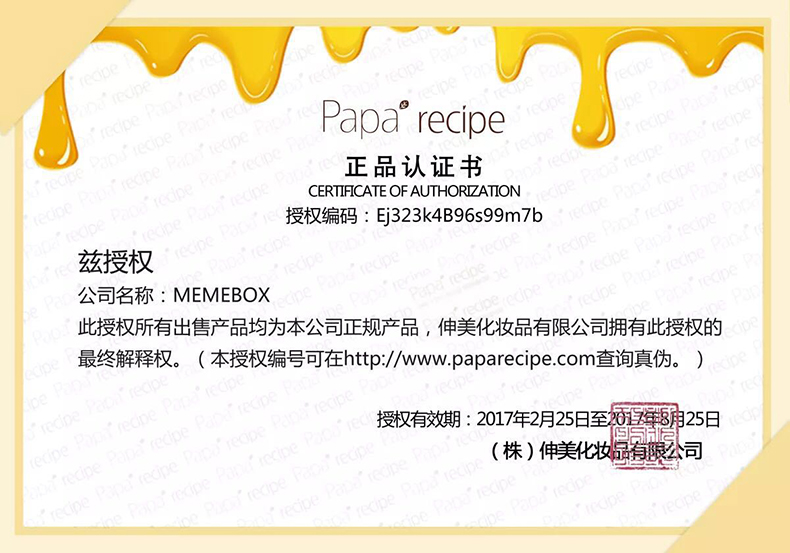 Papa recipe
正品认证书
CERTIFICATE OF AUTHORIZATION
授权编码：Ej323k4B96s99m7b
兹授权
公司名称：MEMEBOX
此授权所有出售产品均为本公司正规产品，伸美化妆品有限公司拥有此授权的
最终解释权。（本授权编号可在http://www.paparecipe.com查询真伪。）
授权有效期：2017年2月25日至2017年8月25日
（株）伸美化妆品有限公司